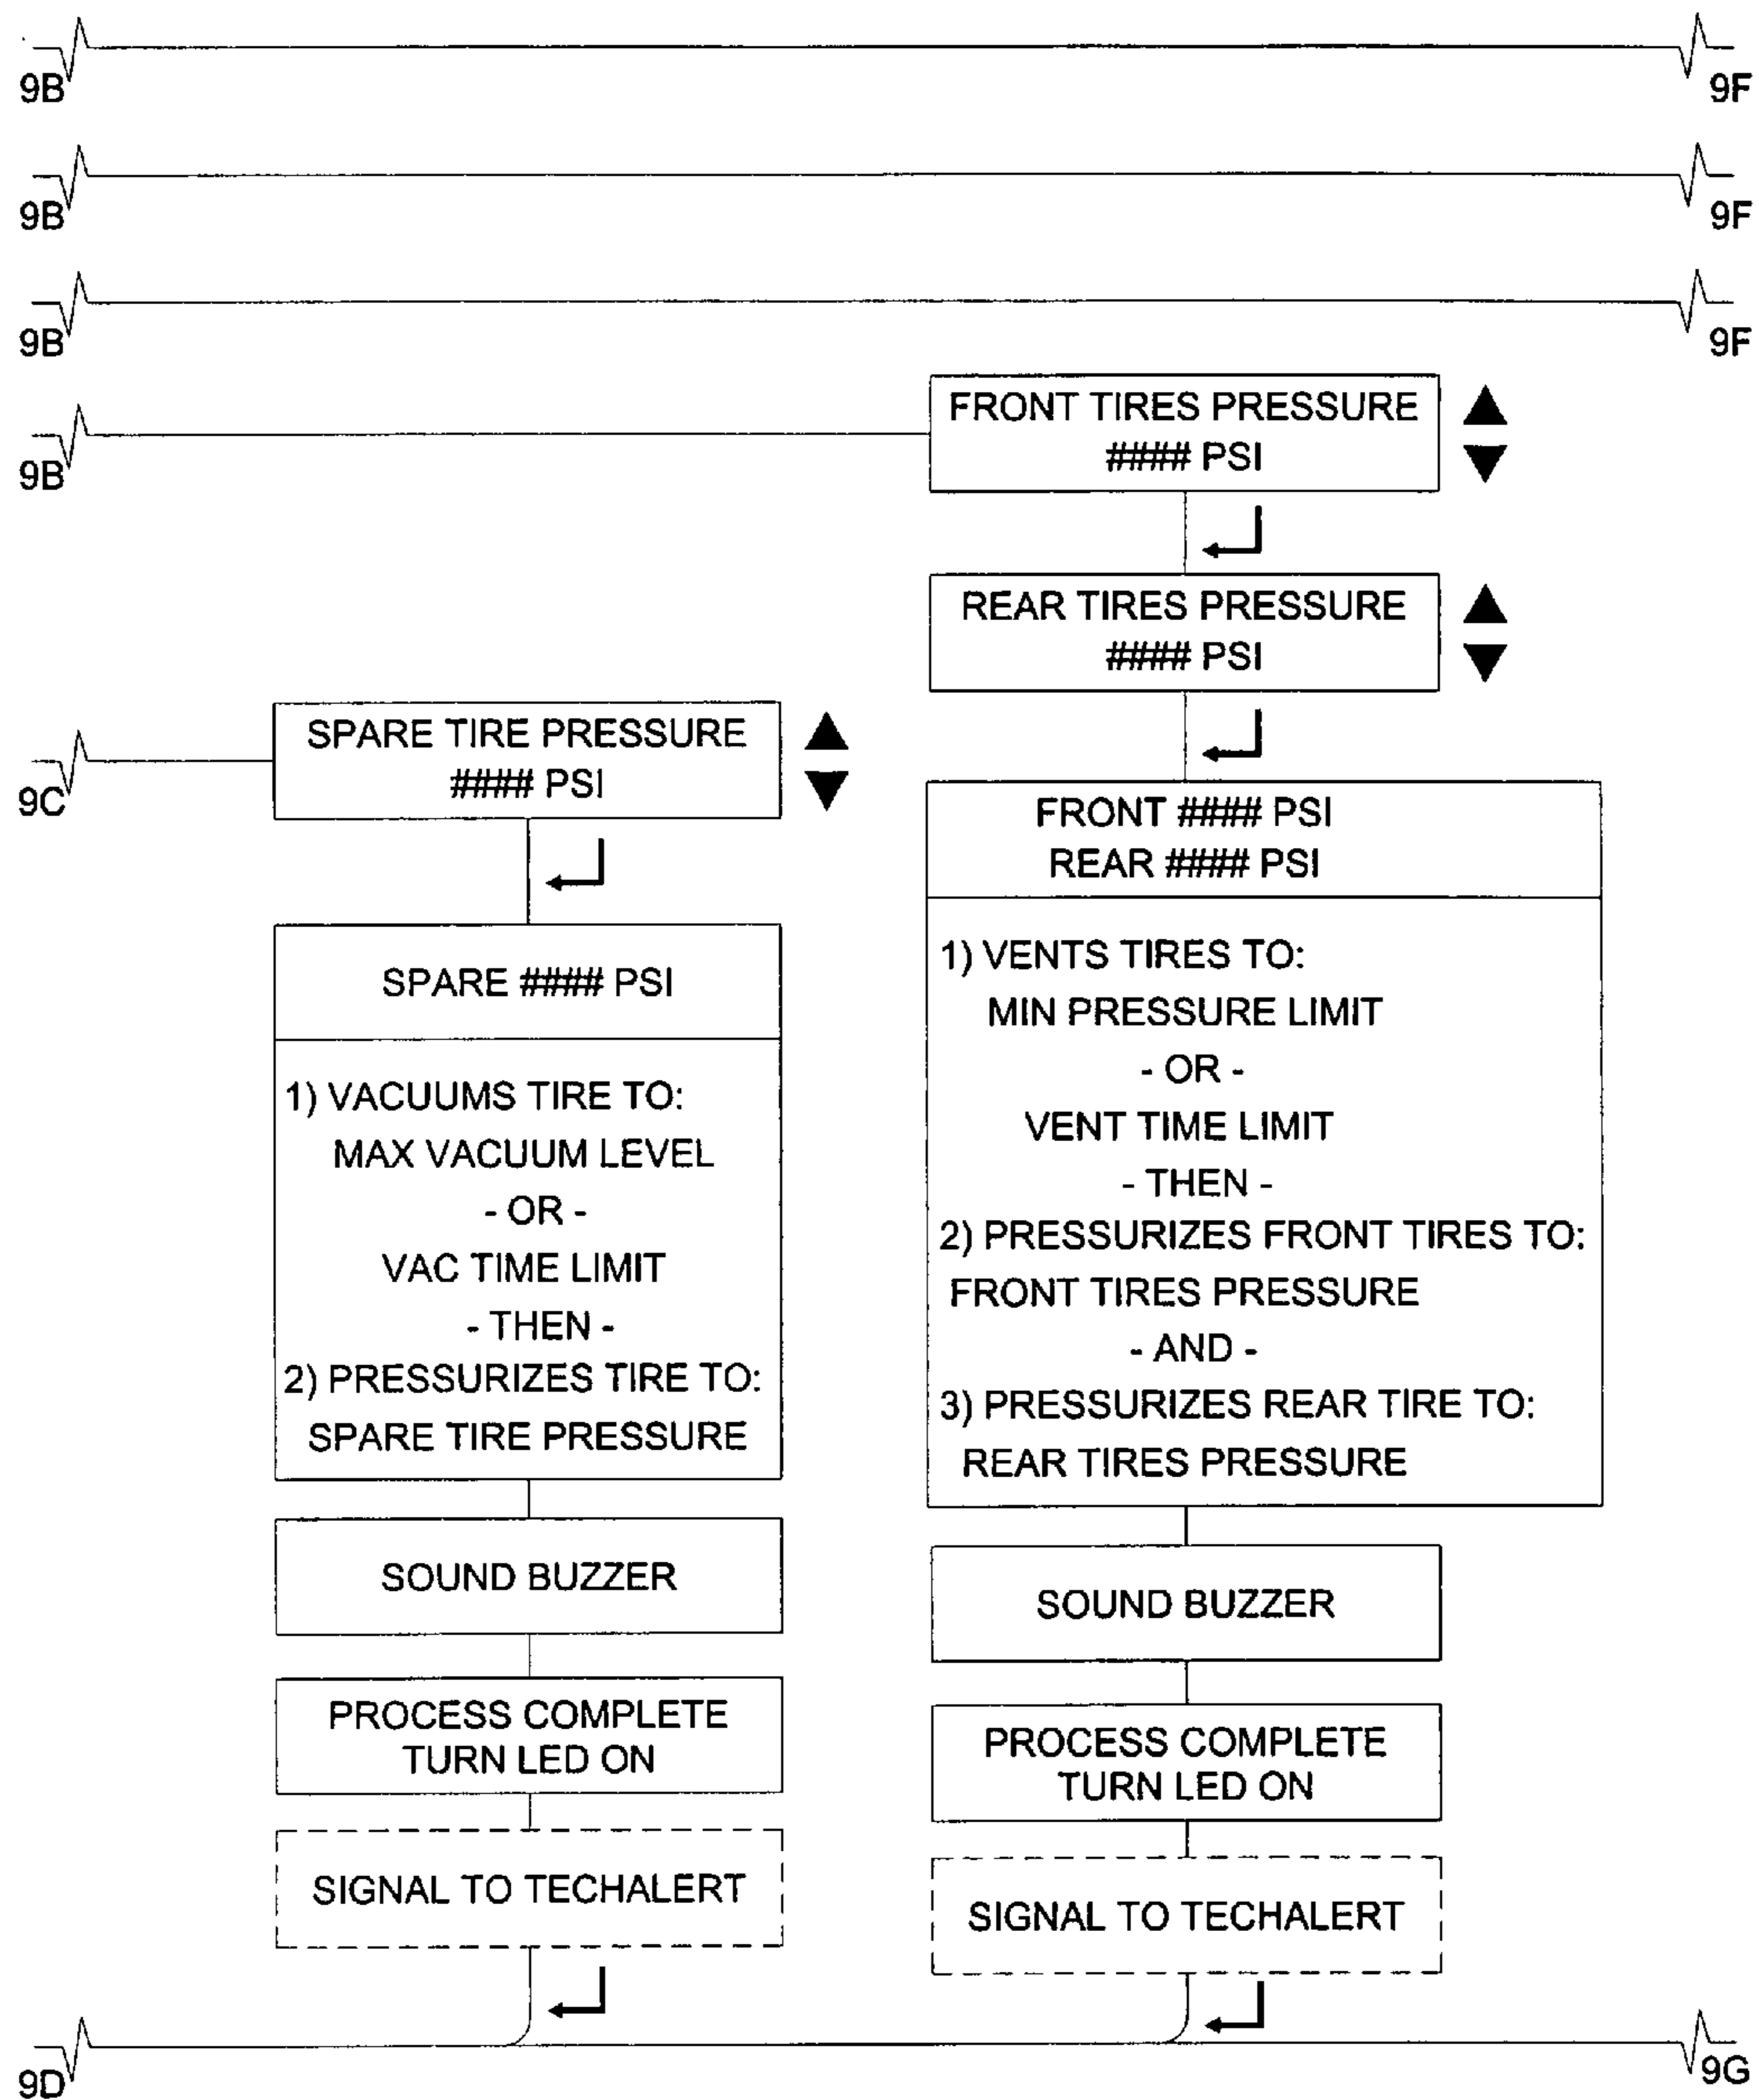 9B
9F
9B
9F
9B
9F
9B
FRONT TIRES PRESSURE
#### PSI
REAR TIRES PRESSURE
#### PSI
9C
SPARE TIRE PRESSURE
#### PSI
SPARE #### PSI
1) VACUUMS TIRE TO:
MAX VACUUM LEVEL
- OR -
VAC TIME LIMIT
- THEN -
2) PRESSURIZES TIRE TO:
SPARE TIRE PRESSURE
SOUND BUZZER
PROCESS COMPLETE
TURN LED ON
SIGNAL TO TECHALERT
FRONT #### PSI
REAR #### PSI
1) VENTS TIRES TO:
MIN PRESSURE LIMIT
- OR -
VENT TIME LIMIT
- THEN -
2) PRESSURIZES FRONT TIRES TO:
FRONT TIRES PRESSURE
- AND -
3) PRESSURIZES REAR TIRE TO:
REAR TIRES PRESSURE
SOUND BUZZER
PROCESS COMPLETE
TURN LED ON
SIGNAL TO TECHALERT
9D
9G